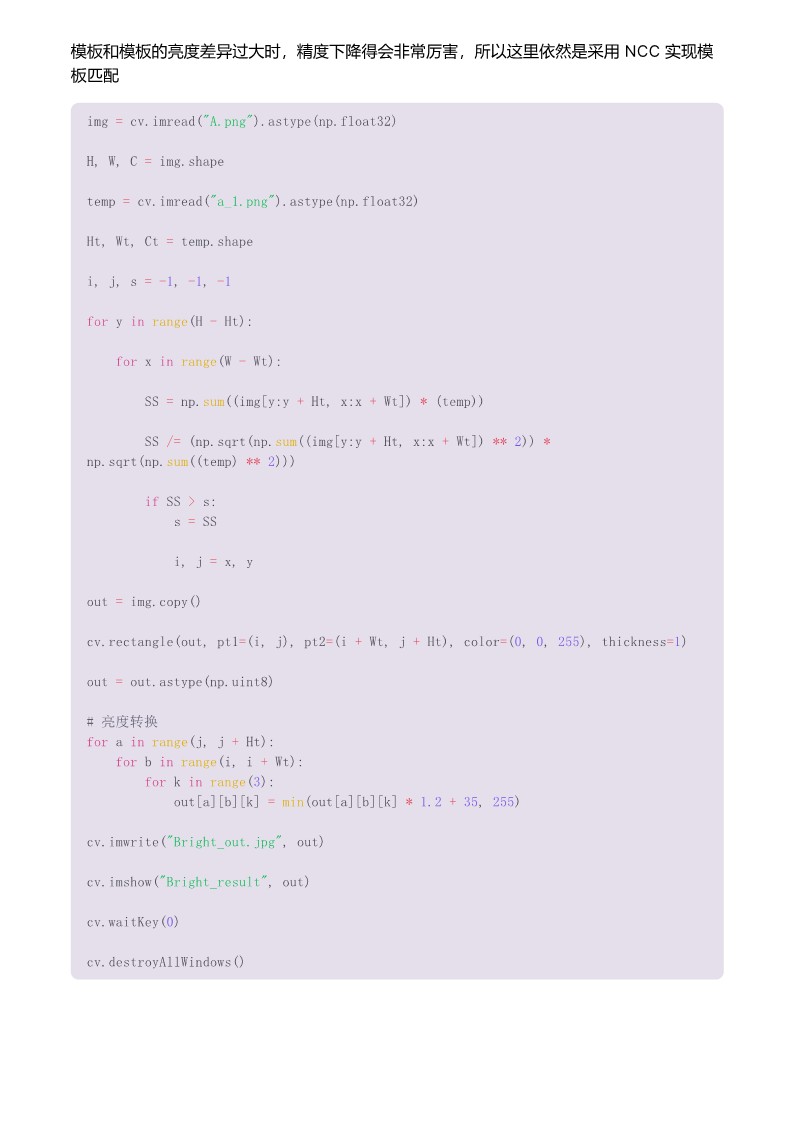 模板和模板的亮度差异过大时，精度下降得会非常厉害，所以这里依然是采用 NCC 实现模
板匹配
img = cv.imread("A.png").astype(np.float32)
H, W, C = img.shape
temp = cv.imread("a_1.png").astype(np.float32)
Ht, Wt, Ct = temp.shape
i, j, s = -1, -1, -1
for y in range(H - Ht):
    for x in range(W - Wt):
        SS = np.sum((img[y:y + Ht, x:x + Wt]) * (temp))
        SS /= (np.sqrt(np.sum((img[y:y + Ht, x:x + Wt]) ** 2)) *
np.sqrt(np.sum((temp) ** 2)))
        if SS > s:
            s = SS
            i, j = x, y
out = img.copy()
cv.rectangle(out, pt1=(i, j), pt2=(i + Wt, j + Ht), color=(0, 0, 255), thickness=1)
out = out.astype(np.uint8)
# 亮度转换
for a in range(j, j + Ht):
    for b in range(i, i + Wt):
        for k in range(3):
            out[a][b][k] = min(out[a][b][k] * 1.2 + 35, 255)
cv.imwrite("Bright_out.jpg", out)
cv.imshow("Bright_result", out)
cv.waitKey(0)
cv.destroyAllWindows()